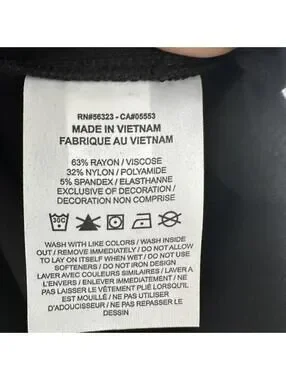 RN#56323 - CA#05553
MADE IN VIETNAM
FABRIQUE AU VIETNAM
63% RAYON / VISCOSE
32% NYLON / POLYAMIDE
5% SPANDEX / ELASTHANNE
EXCLUSIVE OF DECORATION /
DECORATION NON COMPRISE
30C
WASH WITH LIKE COLORS / WASH INSIDE
OUT / REMOVE IMMEDIATELY / DO NOT ALLOW
TO LAY ON ITSELF WHEN WET / DO NOT USE
SOFTENERS / DO NOT IRON DESIGN
LAVER AVEC COULEURS SIMILAIRES / LAVER A
L'ENVERS / ENLEVER IMMEDIATEMENT / NE
PAS LAISSER LE VÊTEMENT PLIÉ LORSQU'IL
EST MOUILLÉ / NE PAS UTILISER
D'ADOUCISSEUR / NE PAS REPASSER LE
DESSIN